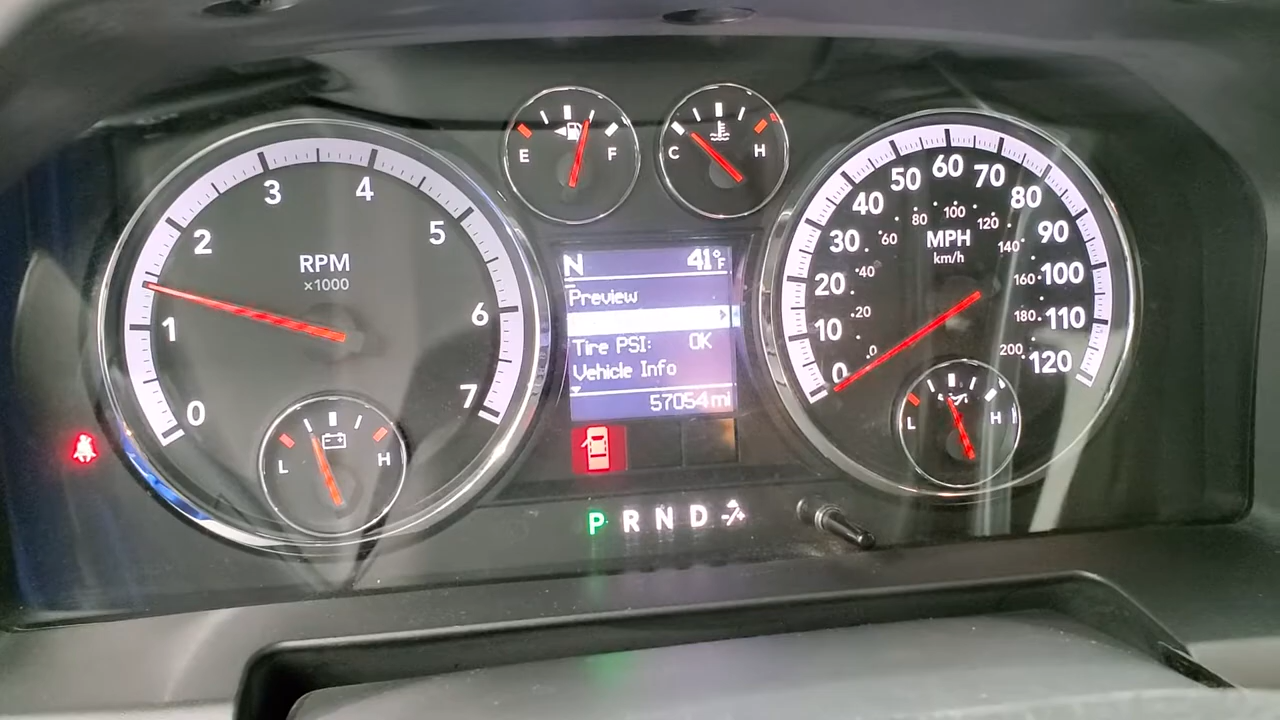 E F
C H
3 4
2 5
1 6
0 7
RPM
x1000
L H
N 41°F
Preview
Tire PSI: OK
Vehicle Info
57054mi
P R N D
0 10 20 30 40 50 60 70 80 90 100 110 120
MPH
km/h
0 20 40 60 80 100 120 140 160 180 200
L H